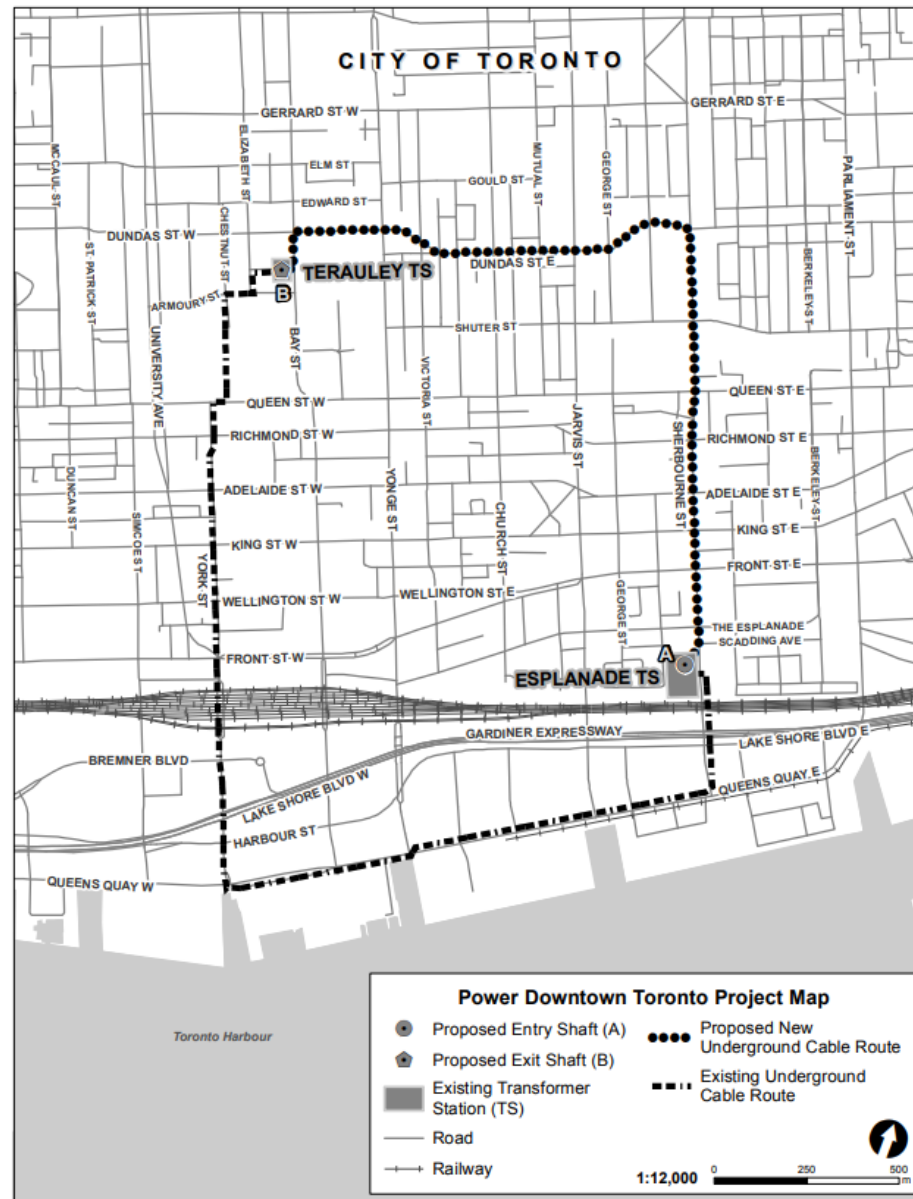 CITY OF TORONTO
GERRARD ST W
GERRARD ST E
MCCAUL ST
ELIZABETH ST
ELM ST
MUTUAL ST
GEORGE ST
PARLIAMENT ST
GOULD ST
EDWARD ST
CHESTNUT ST
DUNDAS ST W
ST. PATRICK ST
DUNDAS ST E
BERKELEY ST
TERAULEY TS
B
ARMOURY ST
UNIVERSITY AVE
BAY ST
SHUTER ST
VICTORIA ST
QUEEN ST W
QUEEN ST E
JARVIS ST
SHERBOURNE ST
RICHMOND ST W
RICHMOND ST E
DUNCAN ST
SIMCOE ST
YONGE ST
BERKELEY ST
ADELAIDE ST W
ADELAIDE ST E
CHURCH ST
KING ST W
KING ST E
YORK ST
FRONT ST E
WELLINGTON ST W
WELLINGTON ST E
GEORGE ST
THE ESPLANADE
SCADDING AVE
FRONT ST W
A
ESPLANADE TS
GARDINER EXPRESSWAY
LAKE SHORE BLVD E
BREMNER BLVD
LAKE SHORE BLVD W
QUEENS QUAY E
HARBOUR ST
QUEENS QUAY W
Toronto Harbour
Power Downtown Toronto Project Map
Proposed Entry Shaft (A)
Proposed Exit Shaft (B)
Existing Transformer
Station (TS)
Road
Railway
Proposed New
Underground Cable Route
Existing Underground
Cable Route
1:12,000
0 250 500
m